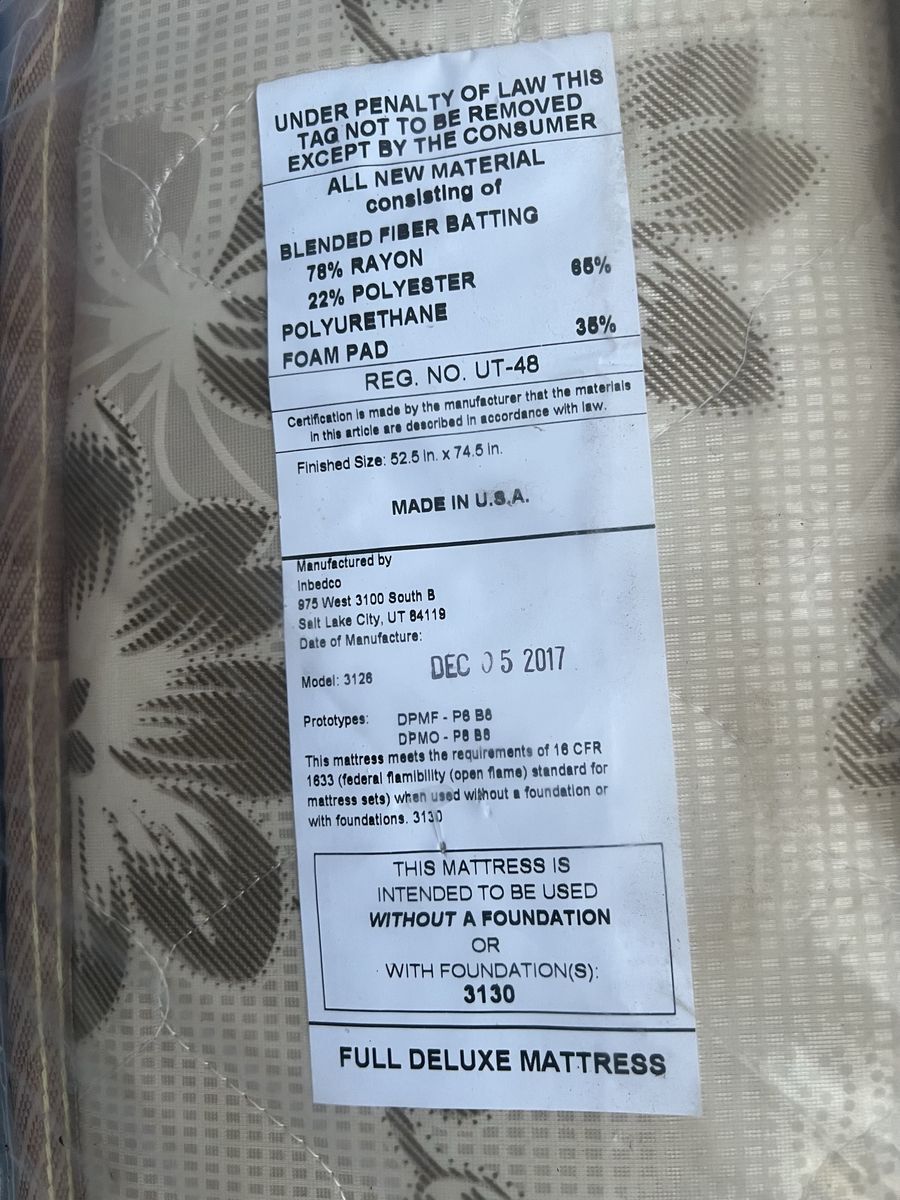 UNDER PENALTY OF LAW THIS
TAG NOT TO BE REMOVED
EXCEPT BY THE CONSUMER
ALL NEW MATERIAL
consisting of
BLENDED FIBER BATTING
78% RAYON
22% POLYESTER 65%
POLYURETHANE
FOAM PAD 35%
REG. NO. UT-48
Certification is made by the manufacturer that the materials
in this article are described in accordance with law.
Finished Size: 52.5 in. x 74.5 in.
MADE IN U.S.A.
Manufactured by
Inbedco
975 West 3100 South B
Salt Lake City, UT 84119
Date of Manufacture:
DEC 05 2017
Model: 3126
Prototypes: DPMF - P6 B6
DPMO - P6 B6
This mattress meets the requirements of 16 CFR
1633 (federal flamibility (open flame) standard for
mattress sets) when used without a foundation or
with foundations. 3130
THIS MATTRESS IS
INTENDED TO BE USED
WITHOUT A FOUNDATION
OR
WITH FOUNDATION(S):
3130
FULL DELUXE MATTRESS